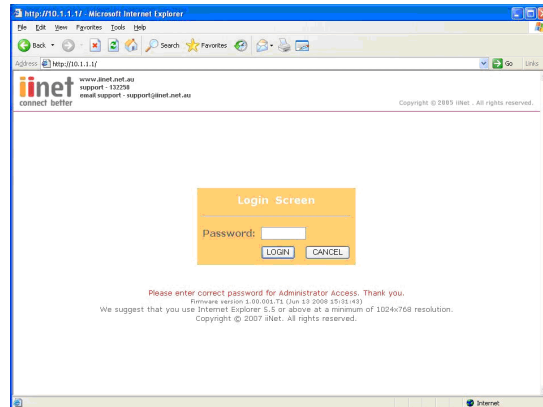 http://10.1.1.1/ - Microsoft Internet Explorer
File Edit View Favorites Tools Help
Back Search Favorites
Address http://10.1.1.1/ Go Links
iinet
connect better
www.iinet.net.au
support - 132258
email support - support@iinet.net.au
Copyright © 2005 iiNet . All rights reserved.
Login Screen
Password:
LOGIN CANCEL
Please enter correct password for Administrator Access. Thank you.
Firmware version 1.00.001.T1 (Jun 13 2008 15:31:43)
We suggest that you use Internet Explorer 5.5 or above at a minimum of 1024x768 resolution.
Copyright © 2007 iiNet. All rights reserved.
Internet